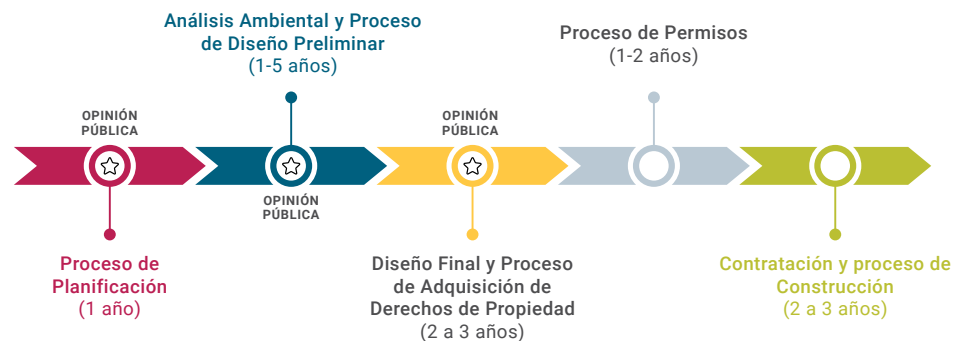 Análisis Ambiental y Proceso
de Diseño Preliminar
(1-5 años)
Proceso de Permisos
(1-2 años)
OPINIÓN
PÚBLICA
OPINIÓN
PÚBLICA
OPINIÓN
PÚBLICA
Proceso de
Planificación
(1 año)
Diseño Final y Proceso
de Adquisición de
Derechos de Propiedad
(2 a 3 años)
Contratación y proceso de
Construcción
(2 a 3 años)